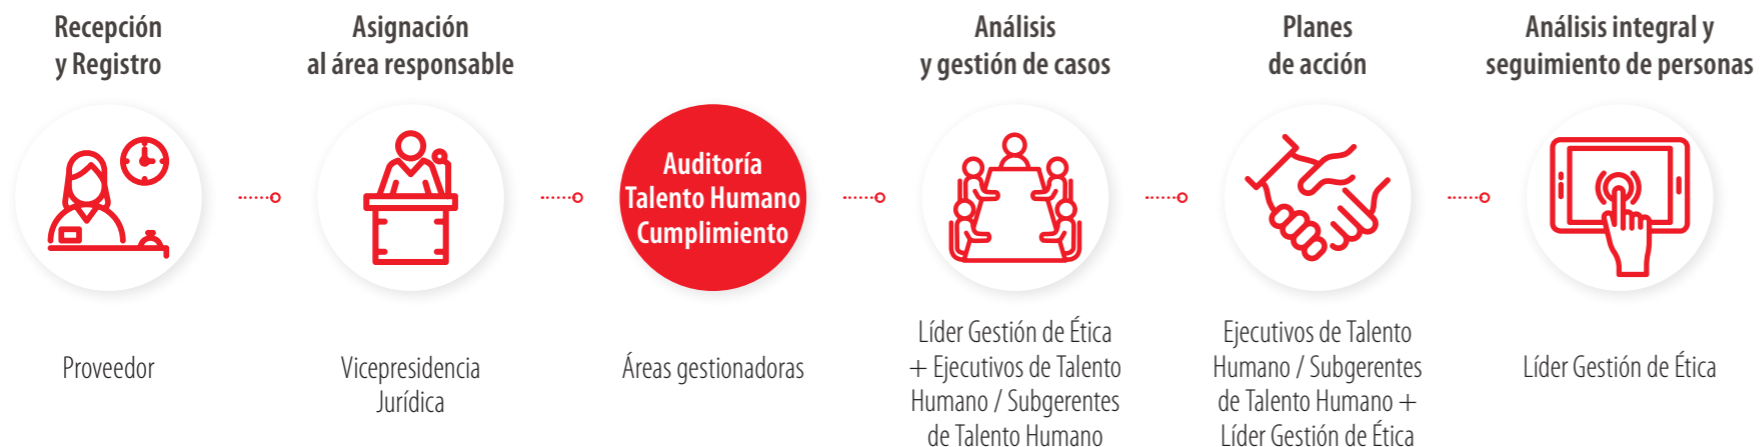 Recepción
y Registro
Asignación
al área responsable
Análisis
y gestión de casos
Planes
de acción
Análisis integral y
seguimiento de personas
Auditoría
Talento Humano
Cumplimiento
Proveedor
Vicepresidencia
Jurídica
Áreas gestionadoras
Líder Gestión de Ética
+ Ejecutivos de Talento
Humano / Subgerentes
de Talento Humano
Ejecutivos de Talento
Humano / Subgerentes
de Talento Humano +
Líder Gestión de Ética
Líder Gestión de Ética